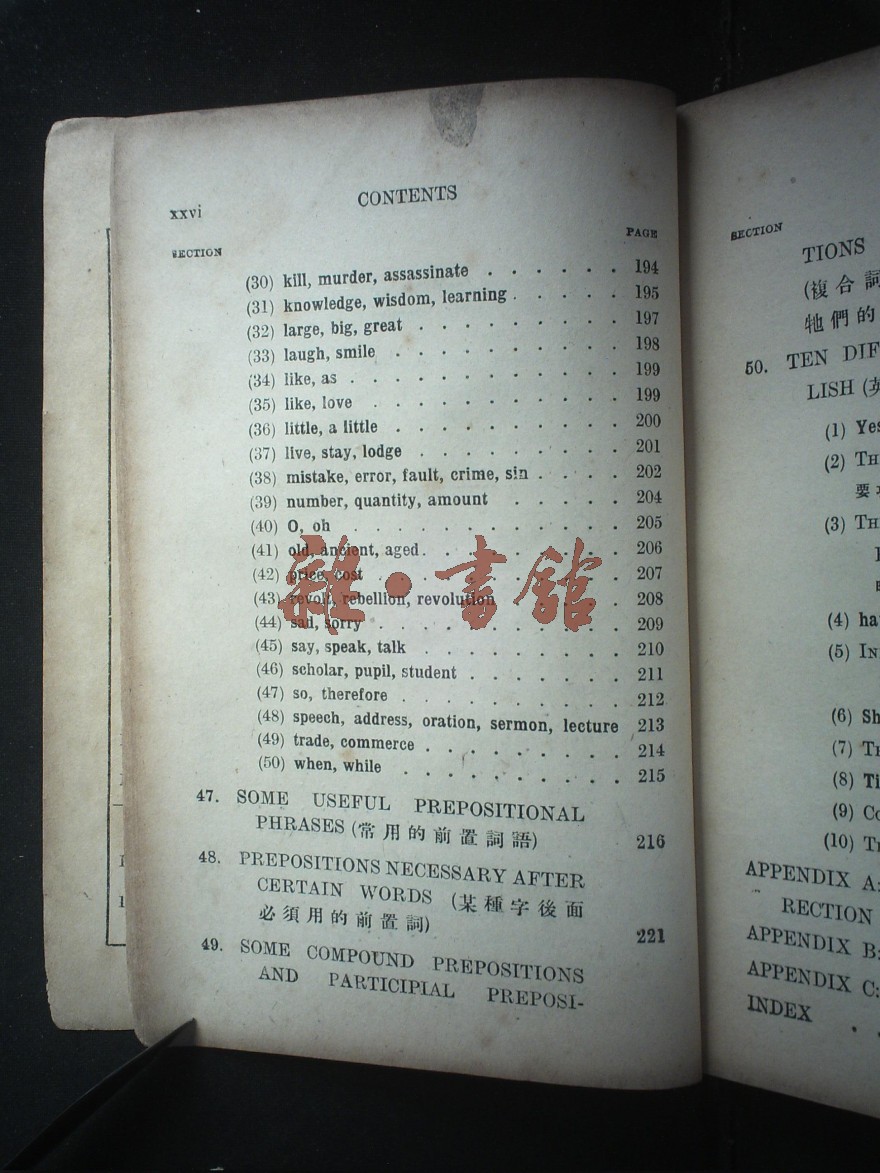 xxvi
CONTENTS
SECTION
PAGE
(30) kill, murder, assassinate . . . . . . 194
(31) knowledge, wisdom, learning . . . . . 195
(32) large, big, great . . . . . . . . . 197
(33) laugh, smile . . . . . . . . . . 198
(34) like, as . . . . . . . . . . . . 199
(35) like, love . . . . . . . . . . . 199
(36) little, a little . . . . . . . . . . 200
(37) live, stay, lodge . . . . . . . . . 201
(38) mistake, error, fault, crime, sin . . . . 202
(39) number, quantity, amount . . . . . 204
(40) O, oh . . . . . . . . . . . . 205
(41) old, ancient, aged . . . . . . . . 206
(42) price, cost . . . . . . . . . . 207
(43) revolt, rebellion, revolution . . . . . 208
(44) sad, sorry . . . . . . . . . . . 209
(45) say, speak, talk . . . . . . . . . 210
(46) scholar, pupil, student . . . . . . . 211
(47) so, therefore . . . . . . . . . . 212
(48) speech, address, oration, sermon, lecture 213
(49) trade, commerce . . . . . . . . 214
(50) when, while . . . . . . . . . . 215
47. SOME USEFUL PREPOSITIONAL
PHRASES (常用的前置詞語) 216
48. PREPOSITIONS NECESSARY AFTER
CERTAIN WORDS (某種字後面
必須用的前置詞) 221
49. SOME COMPOUND PREPOSITIONS
AND PARTICIPIAL PREPOSI-
雜·書館
SECTION
TIONS
(複合詞
牠們的
50. TEN DIF
LISH (英
(1) Yes
(2) TH
要
(3) TH
(4) ha
(5) IN
(6) Sh
(7) TH
(8) Ti
(9) CO
(10) TH
APPENDIX A:
RECTION
APPENDIX B:
APPENDIX C:
INDEX . .